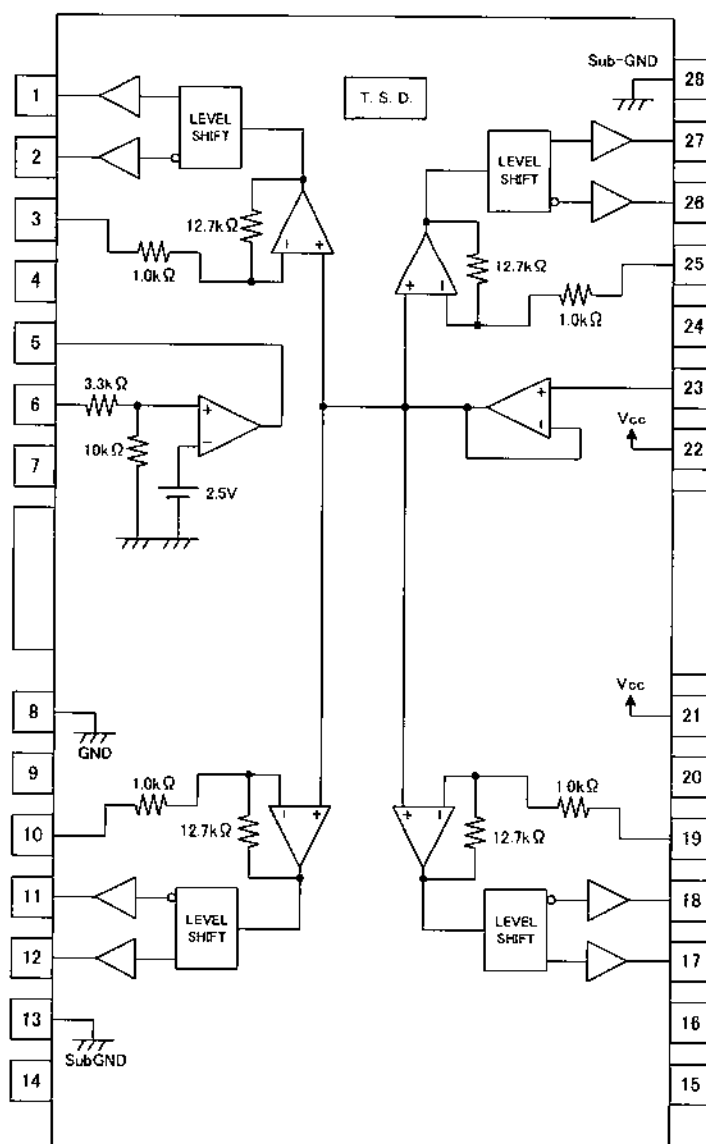 Sub-GND
1
28
T. S. D.
LEVEL
SHIFT
27
2
LEVEL
SHIFT
26
3
12.7kΩ
12.7kΩ
25
1.0kΩ
1.0kΩ
4
24
5
23
6
3.3kΩ
Vcc
22
10kΩ
7
2.5V
Vcc
8
21
GND
9
20
1.0kΩ
1.0kΩ
10
12.7kΩ
12.7kΩ
19
11
18
LEVEL
SHIFT
LEVEL
SHIFT
12
17
13
16
SubGND
14
15